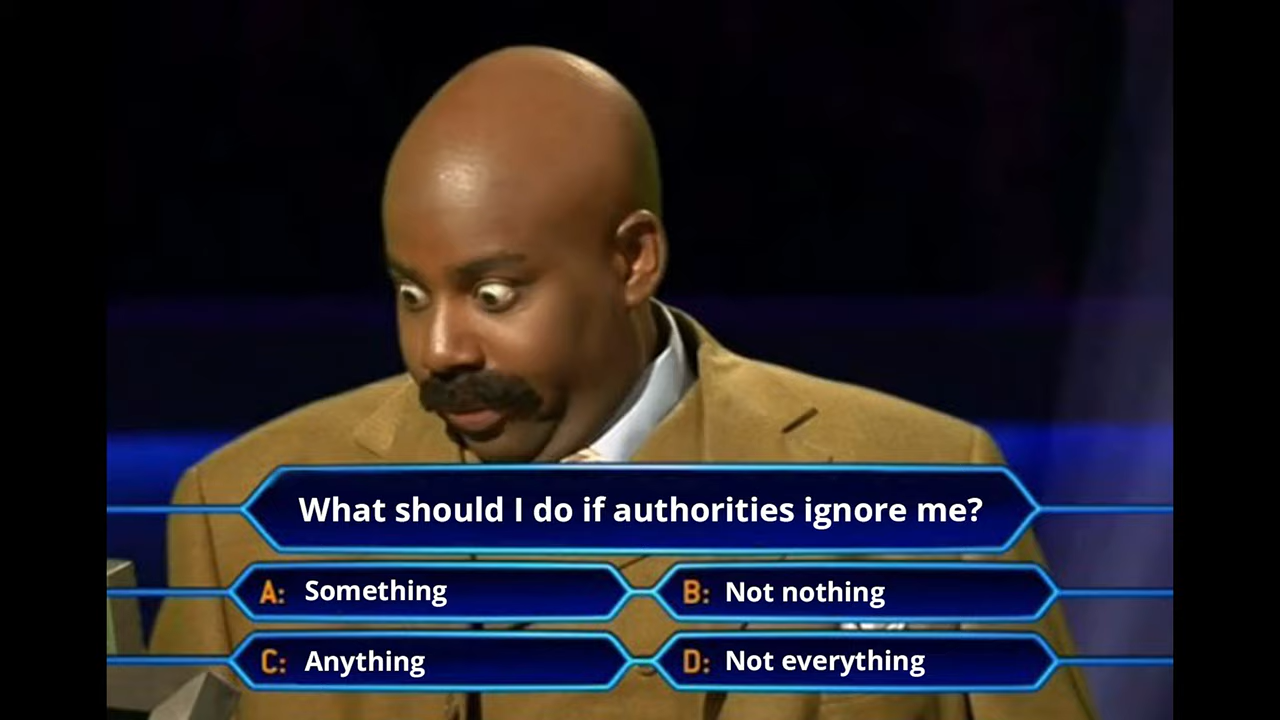 What should I do if authorities ignore me?
A: Something
B: Not nothing
C: Anything
D: Not everything